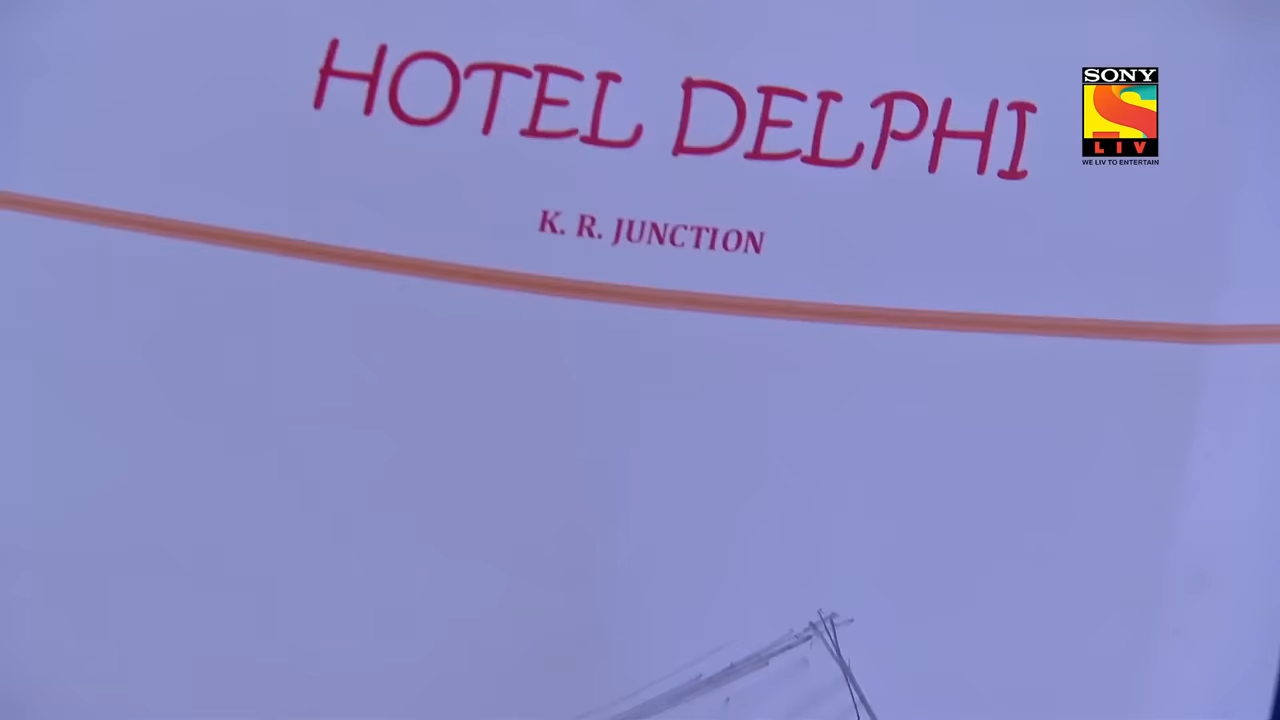 HOTEL DELPHI
K. R. JUNCTION
SONY
LIV
WE LIV TO ENTERTAIN